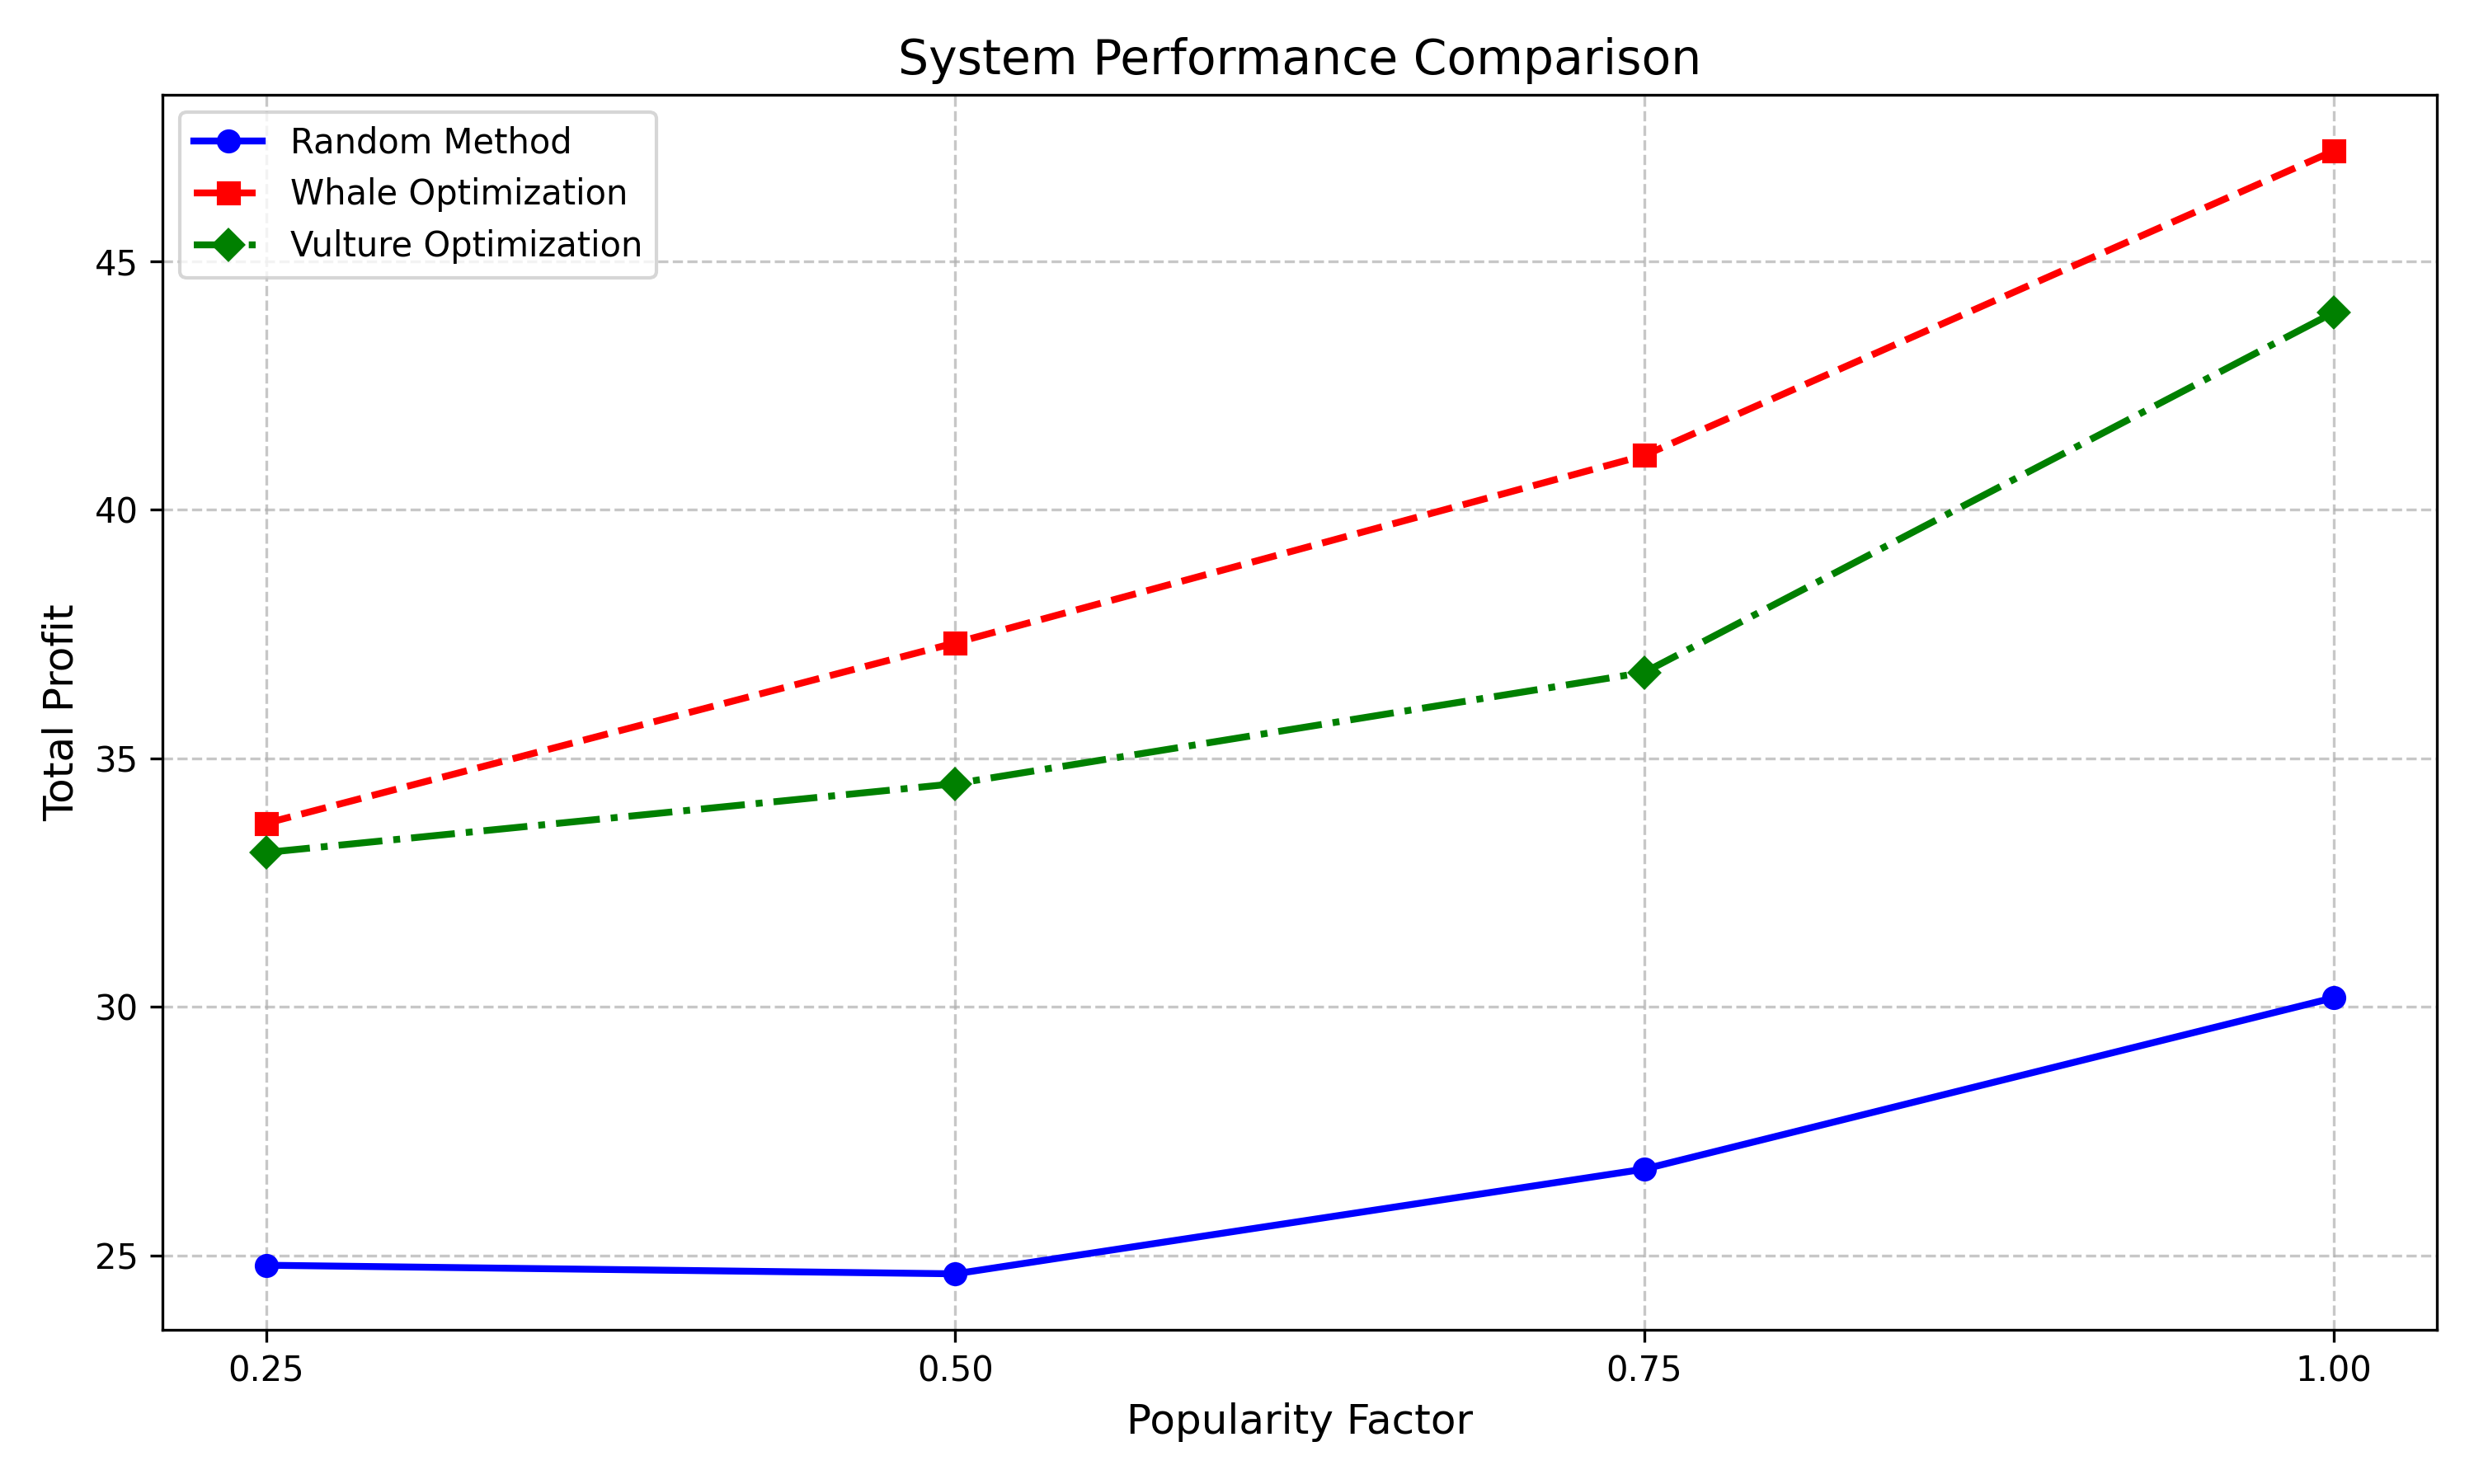 System Performance Comparison
Random Method
Whale Optimization
Vulture Optimization
Total Profit
45
40
35
30
25
0.25 0.50 0.75 1.00
Popularity Factor